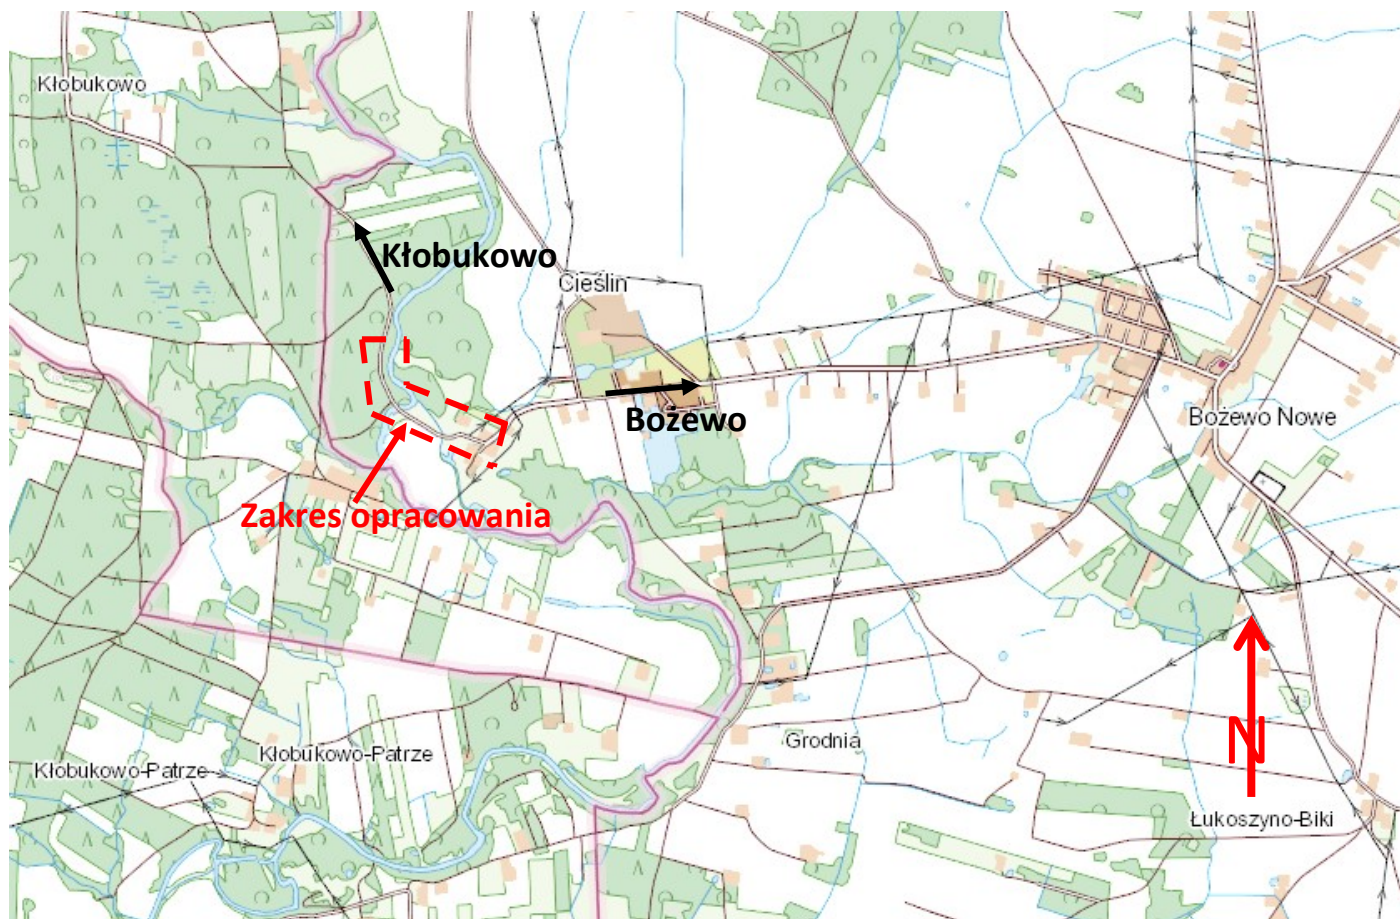 Kłobukowo
Kłobukowo
Cieślin
Bożewo
Bożewo Nowe
Zakres opracowania
N
Grodnia
Kłobukowo-Patrze
Kłobukowo-Patrze
Łukoszyno-Biki